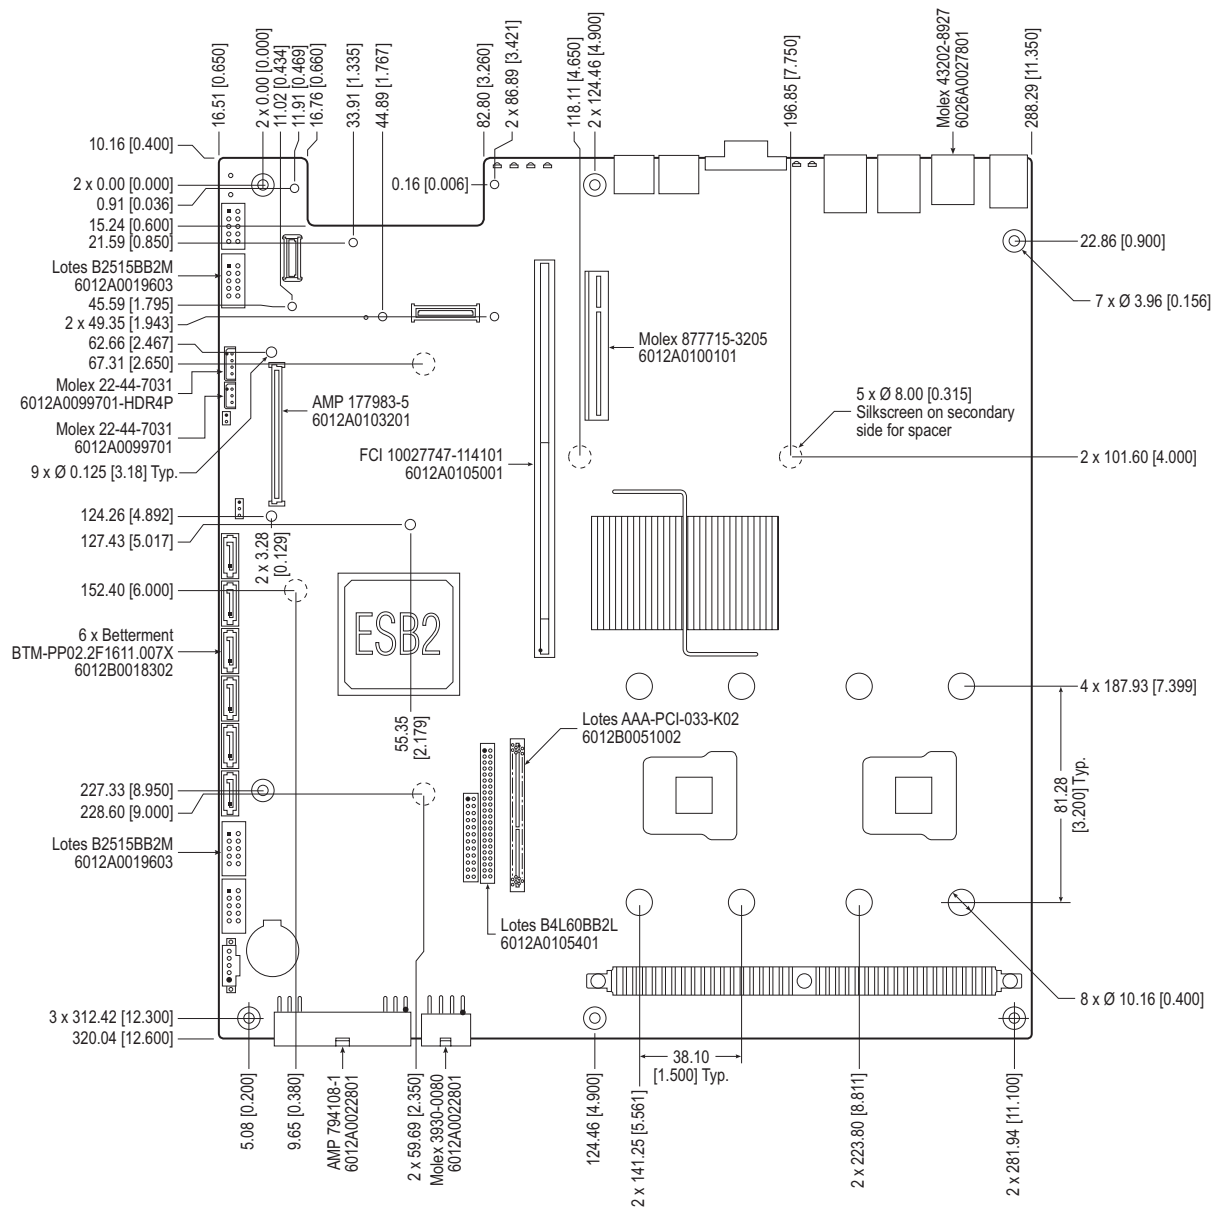 16.51 [0.650]
2 x 0.00 [0.000]
11.02 [0.434]
11.91 [0.469]
16.76 [0.660]
33.91 [1.335]
44.89 [1.767]
82.80 [3.260]
2 x 86.89 [3.421]
118.11 [4.650]
2 x 124.46 [4.900]
196.85 [7.750]
Molex 43202-8927
6026A0027801
288.29 [11.350]
10.16 [0.400]
2 x 0.00 [0.000]
0.91 [0.036]
15.24 [0.600]
21.59 [0.850]
Lotes B2515BB2M
6012A0019603
45.59 [1.795]
2 x 49.35 [1.943]
62.66 [2.467]
67.31 [2.650]
Molex 22-44-7031
6012A0099701-HDR4P
Molex 22-44-7031
6012A0099701
9 x Ø 0.125 [3.18] Typ.
124.26 [4.892]
127.43 [5.017]
152.40 [6.000]
6 x Betterment
BTM-PP02.2F1611.007X
6012B0018302
227.33 [8.950]
228.60 [9.000]
Lotes B2515BB2M
6012A0019603
3 x 312.42 [12.300]
320.04 [12.600]
0.16 [0.006]
AMP 177983-5
6012A0103201
FCI 10027747-114101
6012A0105001
Molex 877715-3205
6012A0100101
5 x Ø 8.00 [0.315]
Silkscreen on secondary
side for spacer
22.86 [0.900]
7 x Ø 3.96 [0.156]
2 x 101.60 [4.000]
2 x 3.28
[0.129]
ESB2
55.35
[2.179]
Lotes AAA-PCI-033-K02
6012B0051002
Lotes B4L60BB2L
6012A0105401
4 x 187.93 [7.399]
81.28
[3.200] Typ.
8 x Ø 10.16 [0.400]
38.10
[1.500] Typ.
5.08 [0.200]
9.65 [0.380]
AMP 794108-1
6012A0022801
2 x 59.69 [2.350]
Molex 3930-0080
6012A0022801
124.46 [4.900]
2 x 141.25 [5.561]
2 x 223.80 [8.811]
2 x 281.94 [11.100]